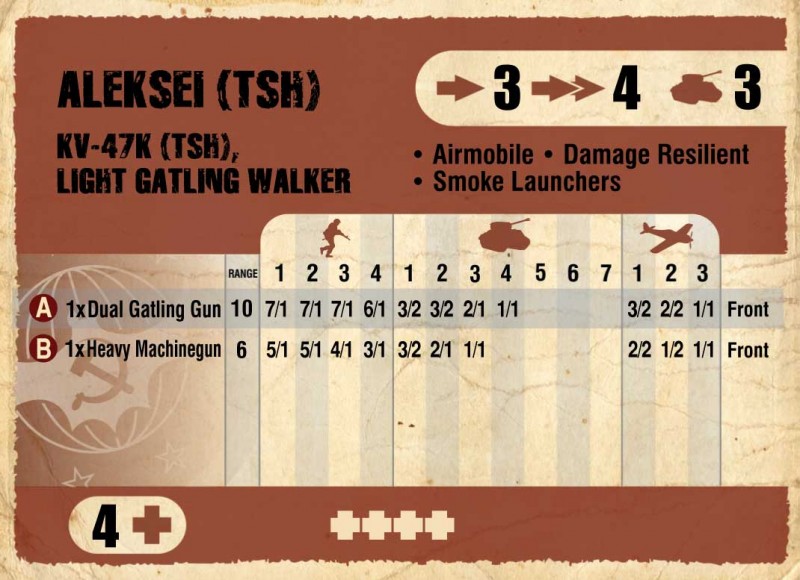 ALEKSEI (TSH)
3 4 3
KV-47K (TSH), F
LIGHT GATLING WALKER
• Airmobile • Damage Resilient
• Smoke Launchers
RANGE 1 2 3 4 1 2 3 4 5 6 7 1 2 3
A 1x Dual Gatling Gun 10 7/1 7/1 7/1 6/1 3/2 3/2 2/1 1/1 3/2 2/2 1/1 Front
B 1x Heavy Machinegun 6 5/1 5/1 4/1 3/1 3/2 2/1 1/1 2/2 1/2 1/1 Front
4